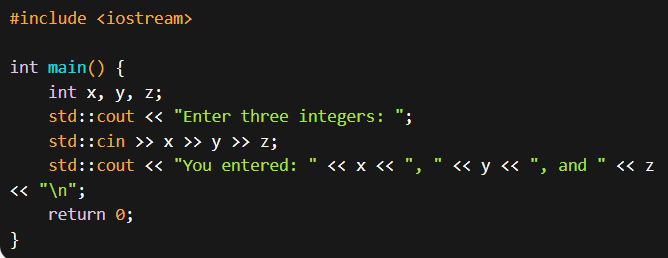 #include <iostream>

int main() {
    int x, y, z;
    std::cout << "Enter three integers: ";
    std::cin >> x >> y >> z;
    std::cout << "You entered: " << x << ", " << y << ", and " << z
<< "\n";
    return 0;
}